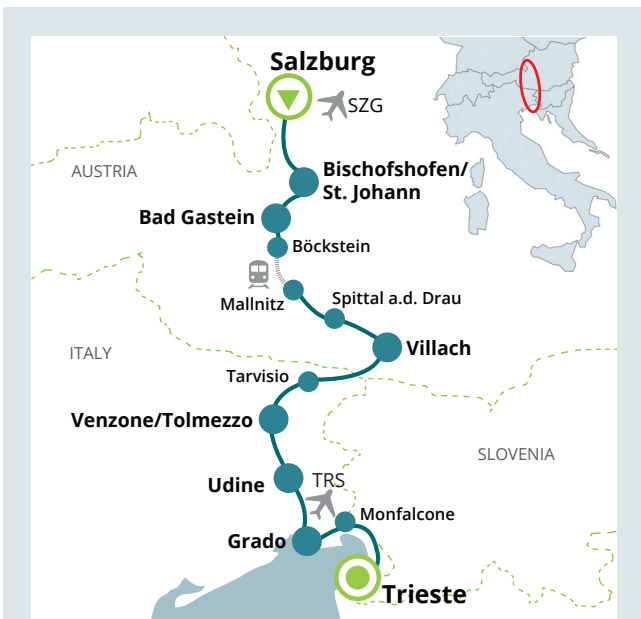 Salzburg
SZG
AUSTRIA
Bischofshofen/
St. Johann
Bad Gastein
Böckstein
Mallnitz
Spittal a.d. Drau
ITALY
Villach
Tarvisio
Venzone/Tolmezzo
SLOVENIA
Udine
TRS
Monfalcone
Grado
Trieste